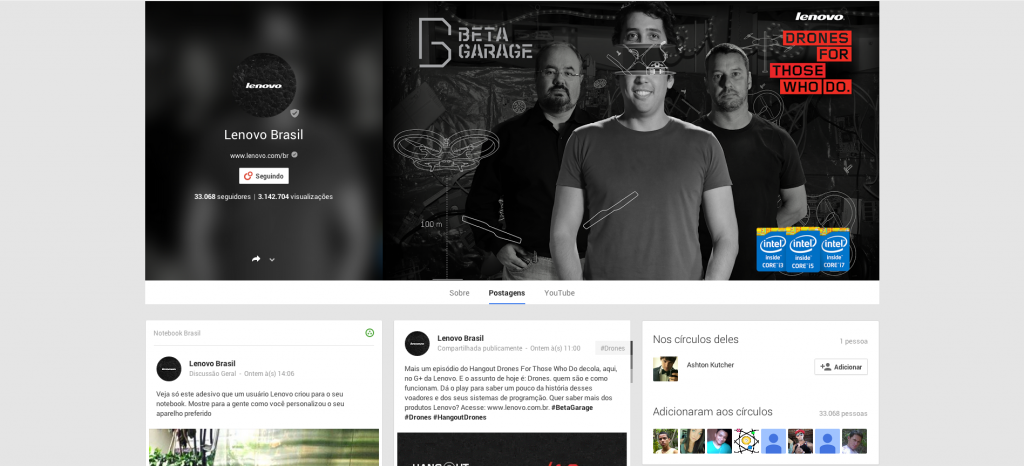 BETA
GARAGE
lenovo
DRONES
FOR
THOSE
WHO DO.
lenovo
Lenovo Brasil
www.lenovo.com/br
Seguindo
33.068 seguidores | 3.142.704 visualizações
100 m
intel
inside
CORE i3
intel
inside
CORE i5
intel
inside
CORE i7
Sobre
Postagens
YouTube
Notebook Brasil
Lenovo Brasil
Discussão Geral - Ontem à(s) 14:06
Veja só este adesivo que um usuário Lenovo criou para o seu
notebook. Mostre para a gente como você personalizou o seu
aparelho preferido
Lenovo Brasil
Compartilhada publicamente - Ontem à(s) 11:00
#Drones
Mais um episódio do Hangout Drones For Those Who Do decola, aqui,
no G+ da Lenovo. E o assunto de hoje é: Drones. quem são e como
funcionam. Dá o play para saber um pouco da história desses
voadores e dos seus sistemas de programção. Quer saber mais dos
produtos Lenovo? Acesse: www.lenovo.com.br. #BetaGarage
#Drones #HangoutDrones
HANGOUT
Nos círculos deles
1 pessoa
Ashton Kutcher
Adicionar
Adicionaram aos círculos
33.068 pessoas